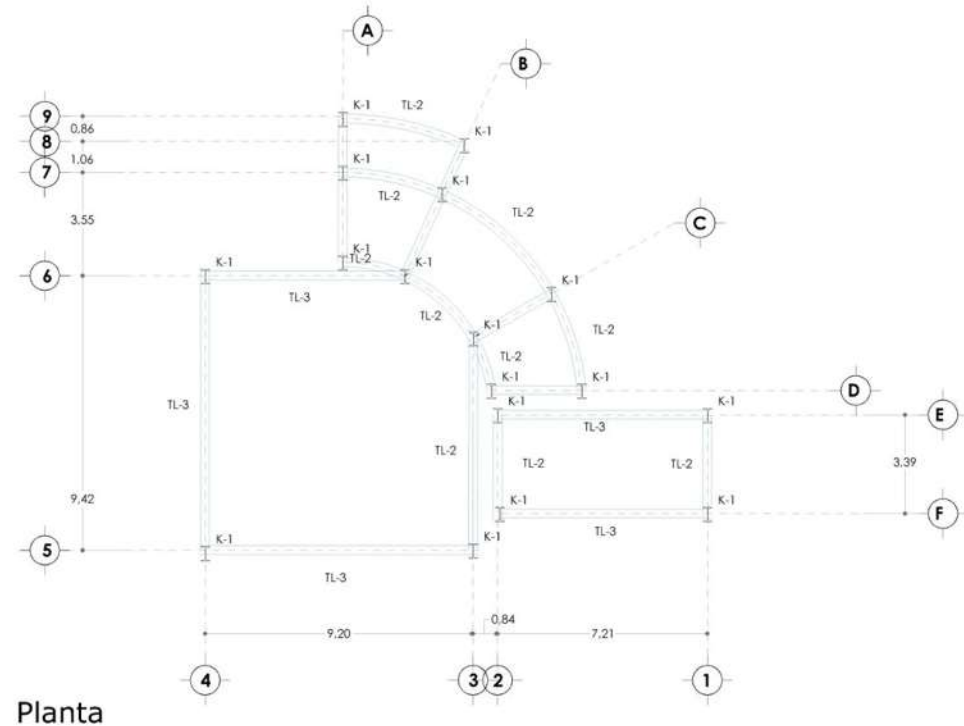 A
B
K-1
TL-2
9
0.86
K-1
8
1.06
K-1
7
K-1
TL-2
TL-2
C
3.55
K-1
K-1
6
K-1
TL-2
K-1
TL-3
TL-2
K-1
TL-2
TL-2
K-1
K-1
D
TL-3
K-1
K-1
E
TL-3
TL-2
TL-2
TL-2
3.39
9.42
K-1
K-1
F
TL-3
K-1
K-1
5
TL-3
0.84
9.20
7.21
4
3
2
1
Planta